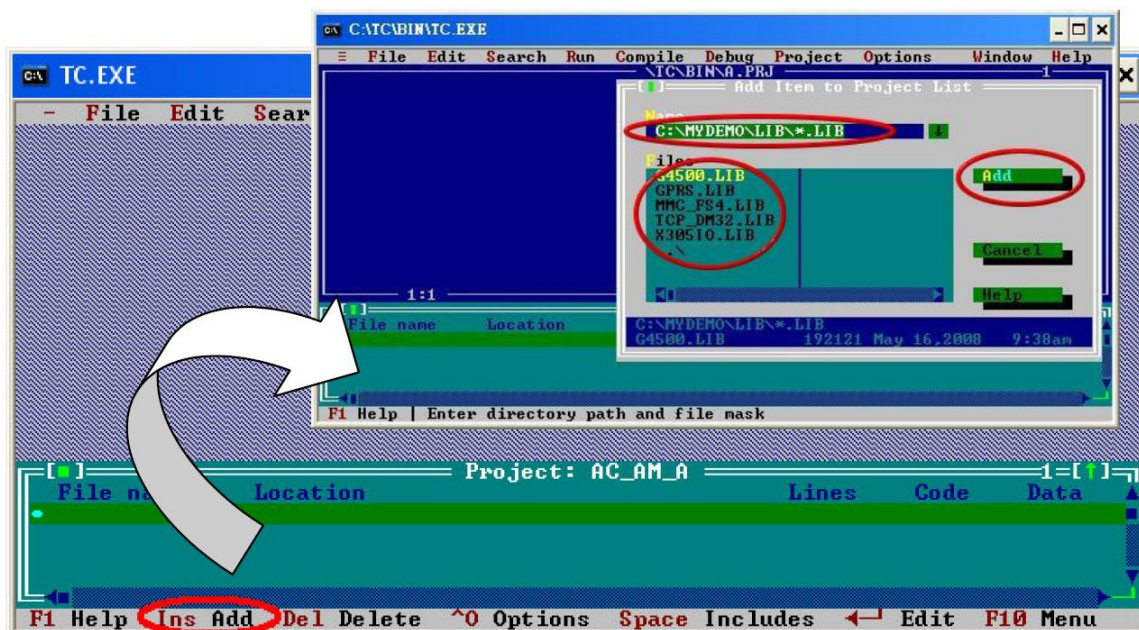 C:\TC\BIN\TC.EXE
≡ File Edit Search Run Compile Debug Project Options Window Help
\TC\BIN\A.PRJ 1
[ ] Add Item to Project List
Name
C:\MYDEMO\LIB\*.LIB
Files
G4500.LIB
GPRS.LIB
MMC_FS4.LIB
TCP_DM32.LIB
X305IO.LIB
..\
Add
Cancel
Help
1:1
File name Location
C:\MYDEMO\LIB\*.LIB
G4500.LIB 192121 May 16,2008 9:38am
F1 Help | Enter directory path and file mask
TC.EXE
File Edit Sear
Project: AC_AM_A 1=[↑]
File na Location Lines Code Data
F1 Help Ins Add Del Delete ^O Options Space Includes ◄─┘ Edit F10 Menu